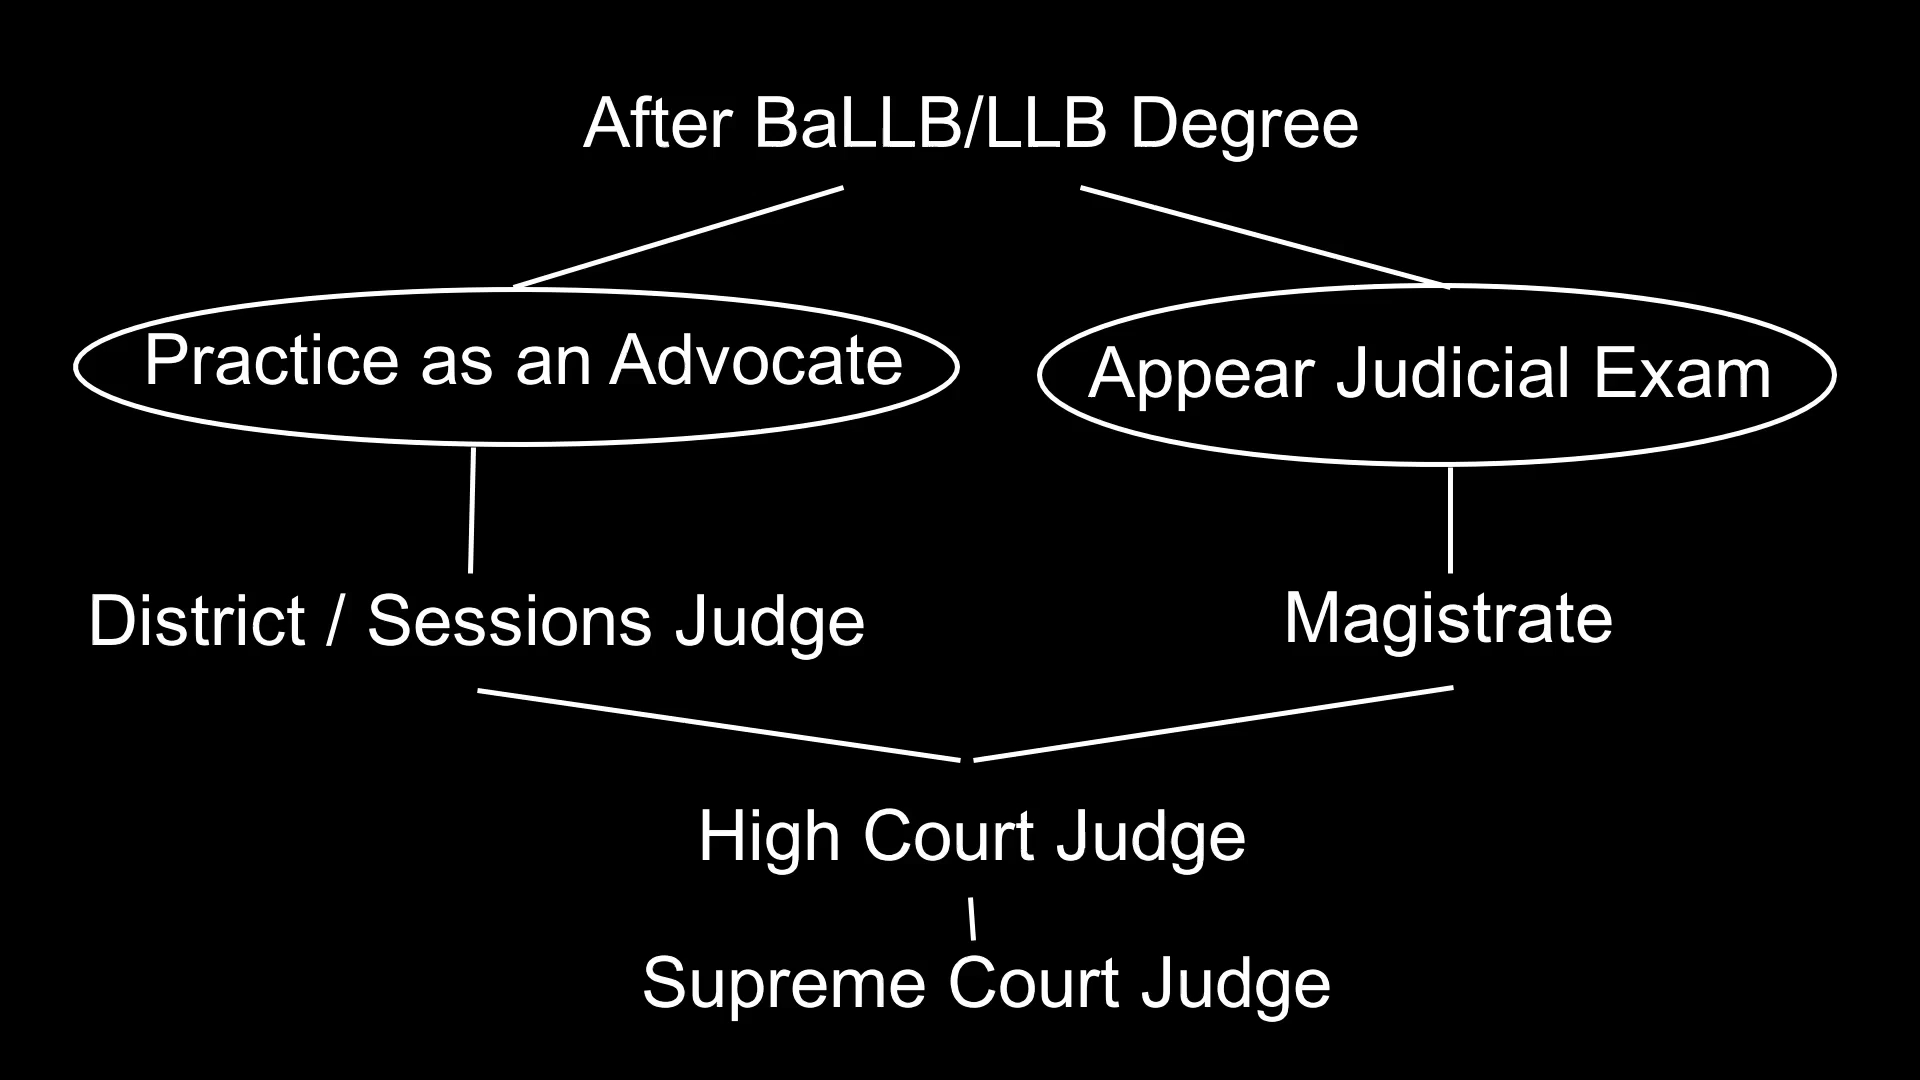 After BaLLB/LLB Degree
Practice as an Advocate
Appear Judicial Exam
District / Sessions Judge
Magistrate
High Court Judge
Supreme Court Judge